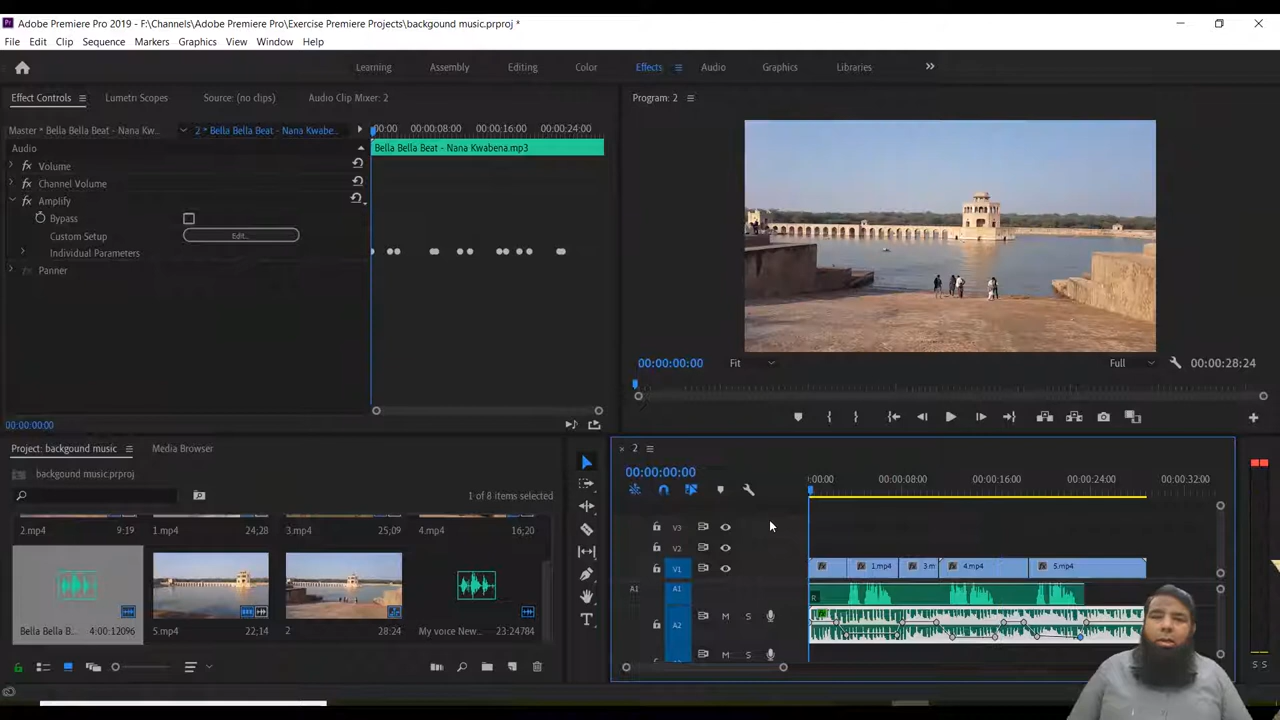 Adobe Premiere Pro 2019 - F:\Channels\Adobe Premiere Pro\Exercise Premiere Projects\backgound music.prproj *
File Edit Clip Sequence Markers Graphics View Window Help
Learning Assembly Editing Color Effects Audio Graphics Libraries
Effect Controls Lumetri Scopes Source: (no clips) Audio Clip Mixer: 2
Program: 2
Master * Bella Bella Beat - Nana Kw... 2 * Bella Bella Beat - Nana Kwabe...
:00:00 00:00:08:00 00:00:16:00 00:00:24:00
Audio
Bella Bella Beat - Nana Kwabena.mp3
fx Volume
fx Channel Volume
fx Amplify
Bypass
Custom Setup Edit...
Individual Parameters
fx Panner
00:00:00:00
00:00:00:00 Fit Full 00:00:28:24
Project: backgound music Media Browser
backgound music.prproj
1 of 8 items selected
2.mp4 9:19 1.mp4 24;28 3.mp4 25;09 4.mp4 16;20
Bella Bella B... 4:00:12096 5.mp4 22;14 2 28:24 My voice New... 23:24784
2
00:00:00:00
:00:00 00:00:08:00 00:00:16:00 00:00:24:00 00:00:32:00
V3
V2
V1 fx fx 1.mp4 fx 3.m fx 4.mp4 fx 5.mp4
A1 A1 R
M S
A2 fx
M S
S S